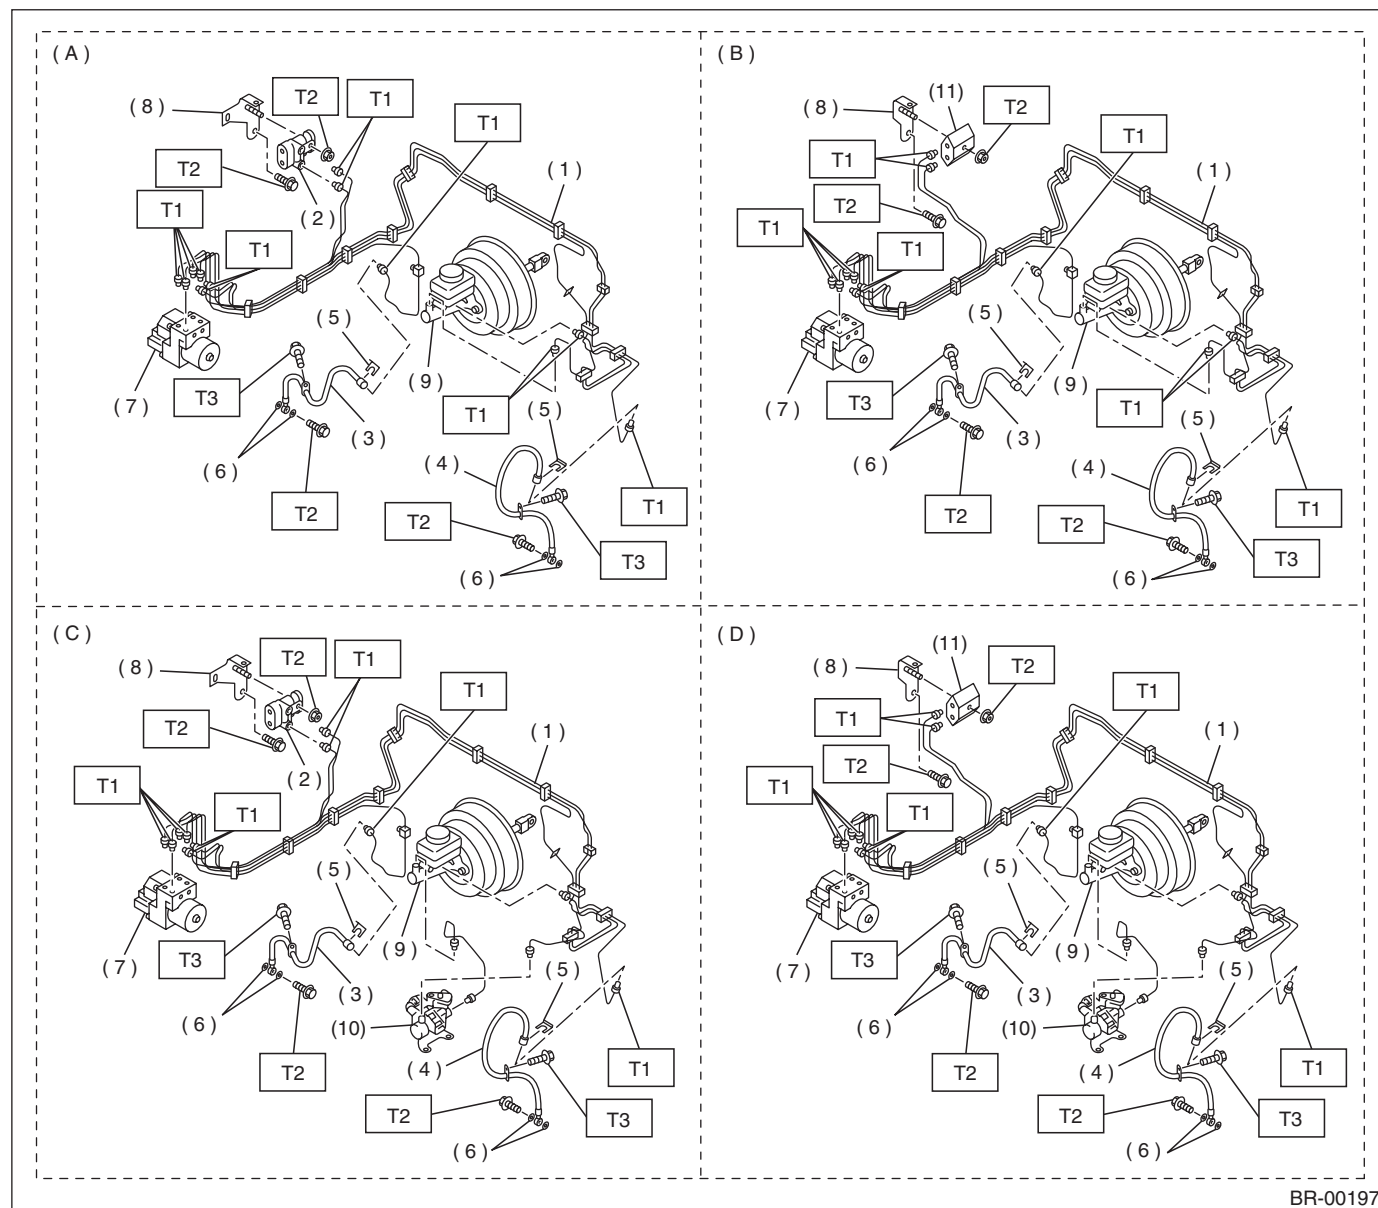 ( A )
T2
T1
( 8 )
T1
T2
( 1 )
( 2 )
T1
T1
( 5 )
( 7 )
T3
( 9 )
T1
( 5 )
( 3 )
( 6 )
( 4 )
T2
T1
T2
T3
( 6 )
( B )
(11)
( 8 )
T2
T1
T1
( 1 )
T2
T1
T1
( 5 )
( 7 )
T3
( 9 )
T1
( 5 )
( 3 )
( 6 )
( 4 )
T2
T1
T2
T3
( 6 )
( C )
T2
T1
( 8 )
T1
T2
( 1 )
( 2 )
T1
T1
( 5 )
( 7 )
T3
( 9 )
( 5 )
( 3 )
( 6 )
(10)
( 4 )
T2
T1
T2
T3
( 6 )
( D )
(11)
( 8 )
T2
T1
T1
( 1 )
T2
T1
T1
( 5 )
( 7 )
T3
( 9 )
( 5 )
( 3 )
( 6 )
(10)
( 4 )
T2
T1
T2
T3
( 6 )
BR-00197